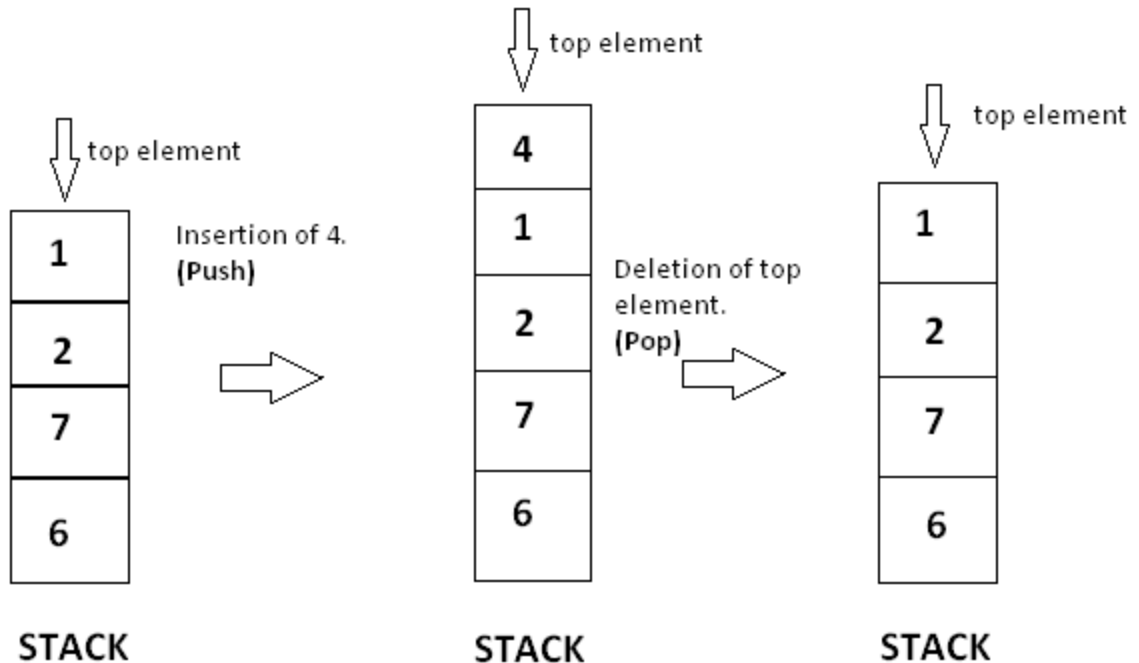 top element
1
2
7
6
STACK
Insertion of 4.
(Push)
top element
4
1
2
7
6
STACK
Deletion of top
element.
(Pop)
top element
1
2
7
6
STACK